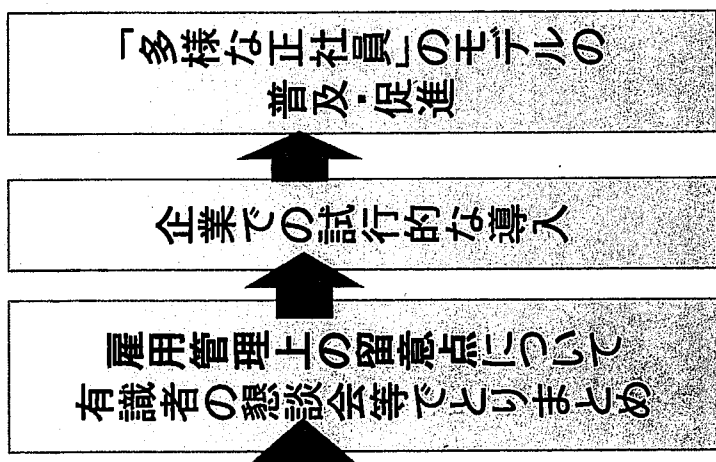 「多様な正社員」のモデルの
普及・促進
企業での試行的な導入
雇用管理上の留意点について
有識者の懇談会等でとりまとめ